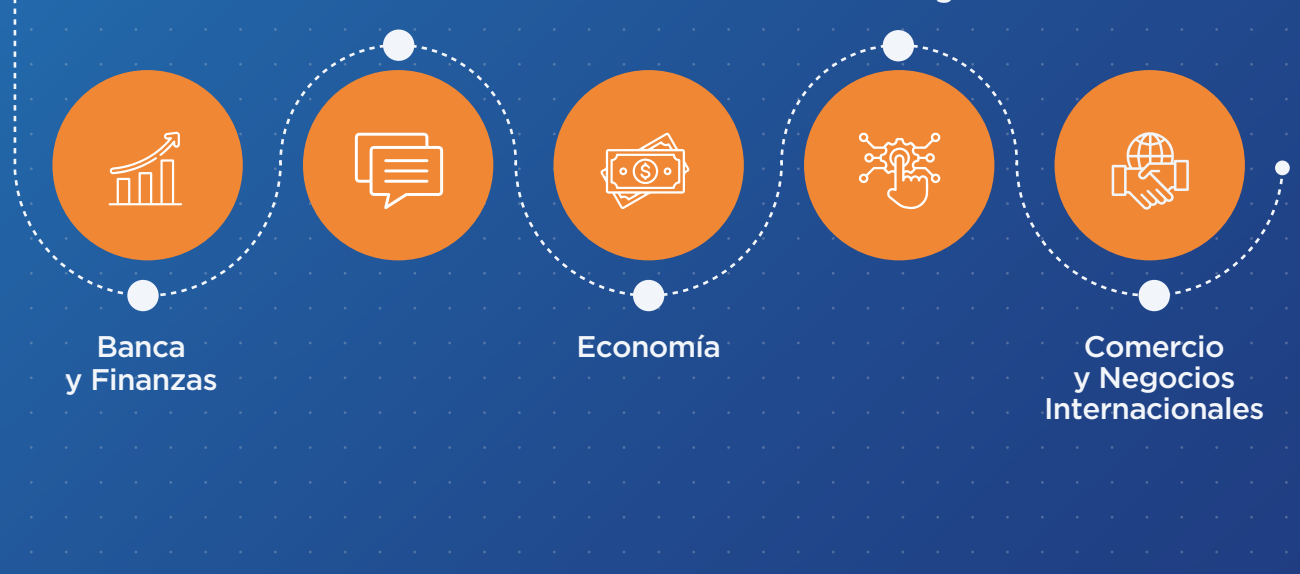 Banca
y Finanzas
Economía
Comercio
y Negocios
Internacionales